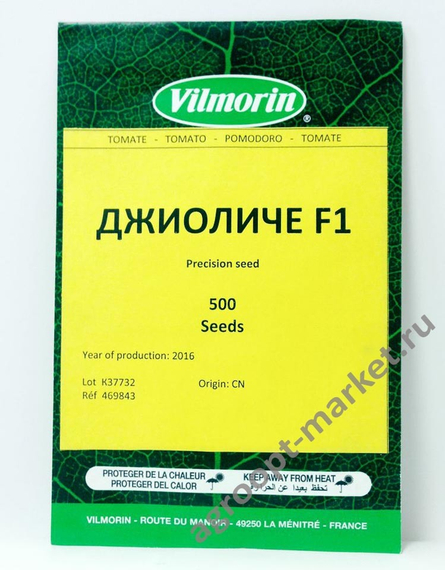 Vilmorin
®
TOMATE - TOMATO - POMODORO - TOMATE
ДЖИОЛИЧЕ F1
Precision seed
500
Seeds
Year of production: 2016
Lot K37732
Origin: CN
Réf 469843
PROTEGER DE LA CHALEUR
PROTEGER DEL CALOR
KEEP AWAY FROM HEAT
تحفظ بعيدا عن الحرارة
VILMORIN - ROUTE DU MANOIR - 49250 LA MÉNITRÉ - FRANCE
agroopt-market.ru